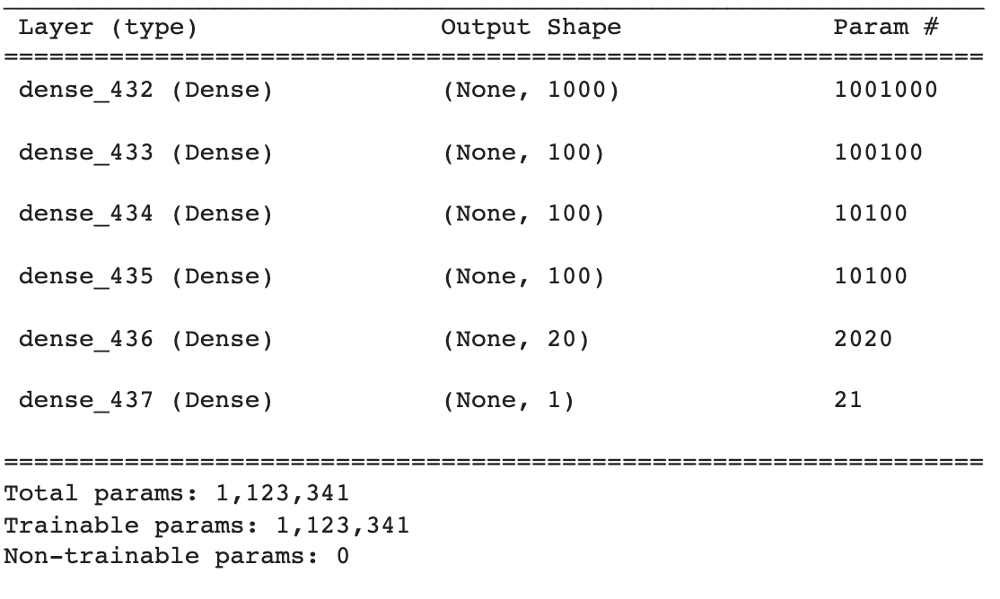 Layer (type) Output Shape Param #
=================================================================
dense_432 (Dense) (None, 1000) 1001000
dense_433 (Dense) (None, 100) 100100
dense_434 (Dense) (None, 100) 10100
dense_435 (Dense) (None, 100) 10100
dense_436 (Dense) (None, 20) 2020
dense_437 (Dense) (None, 1) 21
=================================================================
Total params: 1,123,341
Trainable params: 1,123,341
Non-trainable params: 0